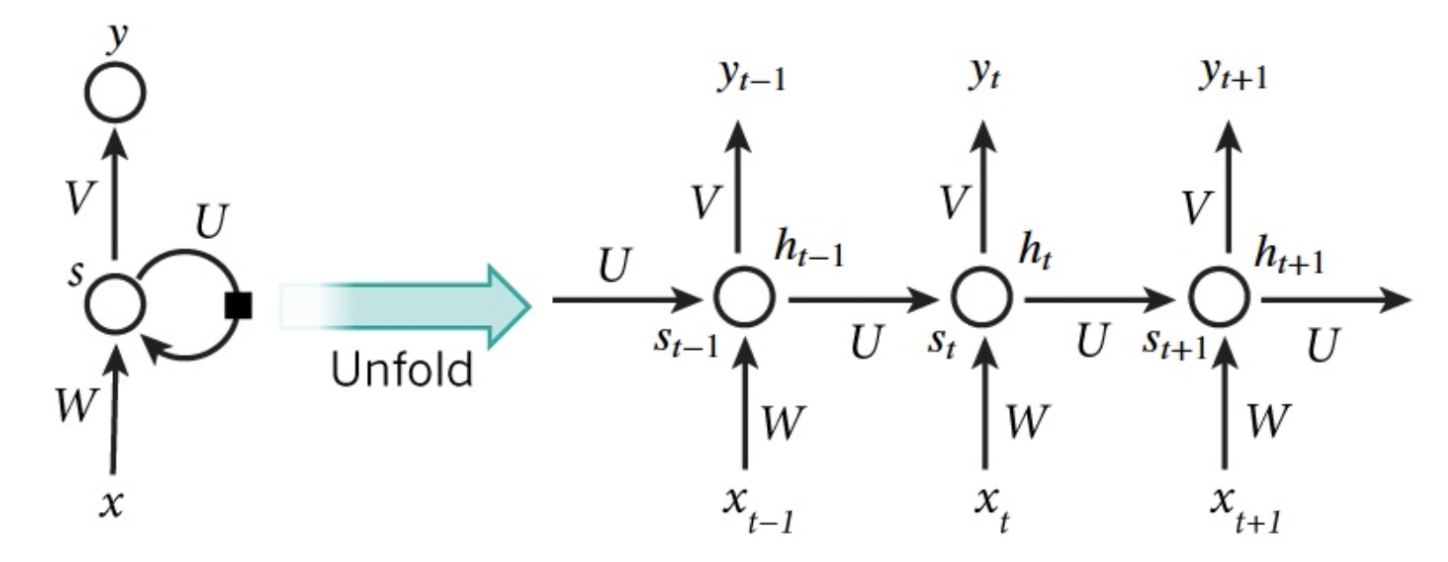 y
V
U
s
W
x
Unfold
y_{t-1} y_t y_{t+1}
V V V
U h_{t-1} h_t h_{t+1}
s_{t-1} U s_t U s_{t+1} U
W W W
x_{t-1} x_t x_{t+1}